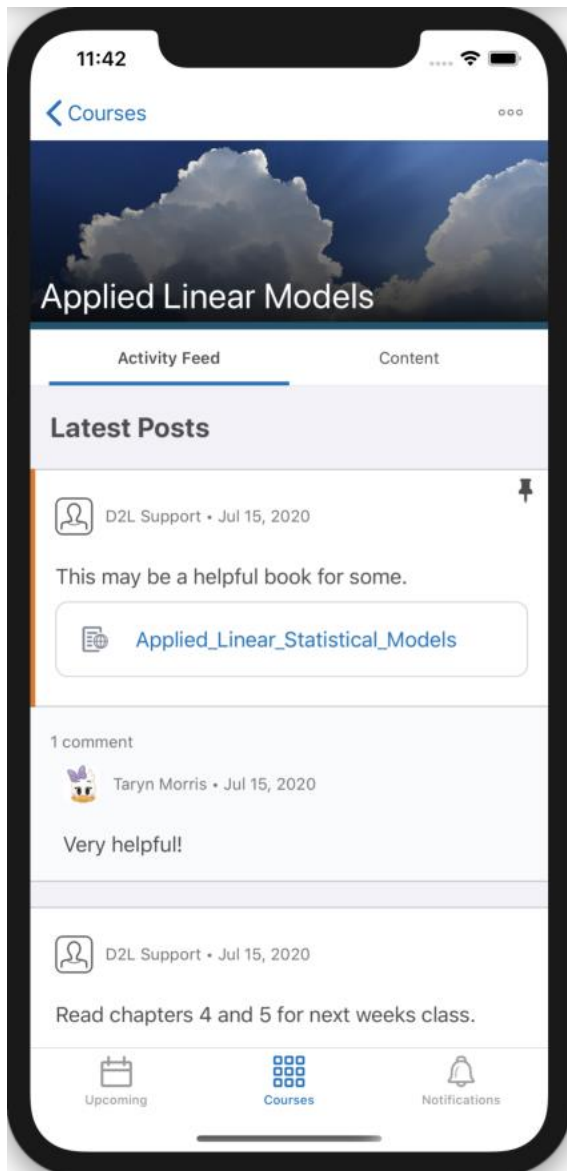 11:42
Courses
Applied Linear Models
Activity Feed Content
Latest Posts
D2L Support • Jul 15, 2020
This may be a helpful book for some.
Applied_Linear_Statistical_Models
1 comment
Taryn Morris • Jul 15, 2020
Very helpful!
D2L Support • Jul 15, 2020
Read chapters 4 and 5 for next weeks class.
Upcoming Courses Notifications